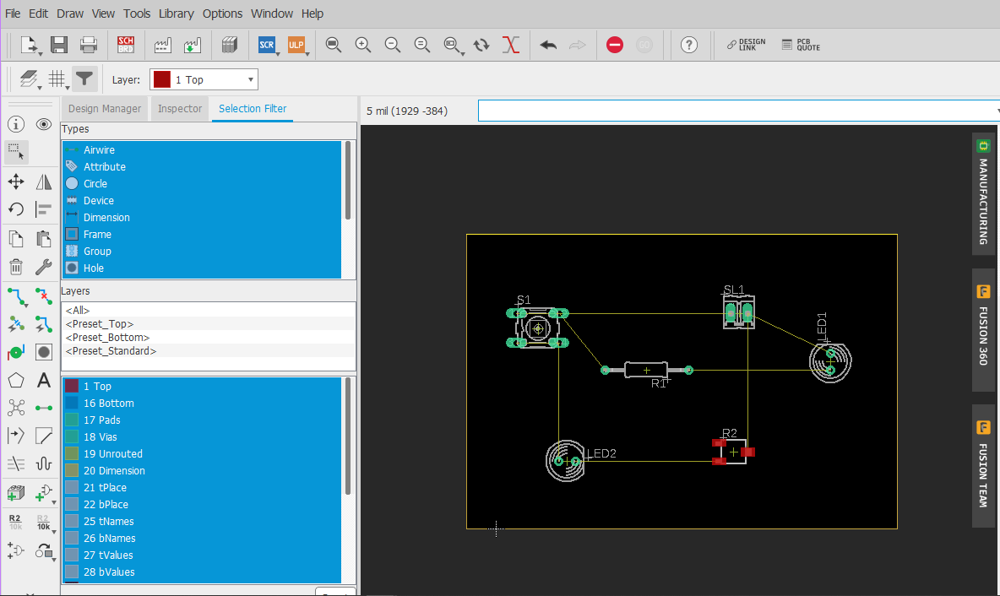 File Edit Draw View Tools Library Options Window Help
SCH
BRD
SCR
ULP
GO
?
DESIGN
LINK
PCB
QUOTE
Layer: 1 Top
Design Manager Inspector Selection Filter
5 mil (1929 -384)
Types
Airwire
Attribute
Circle
Device
Dimension
Frame
Group
Hole
Layers
<All>
<Preset_Top>
<Preset_Bottom>
<Preset_Standard>
1 Top
16 Bottom
17 Pads
18 Vias
19 Unrouted
20 Dimension
21 tPlace
22 bPlace
25 tNames
26 bNames
27 tValues
28 bValues
R2
10k
R2
10k
S1
SL1
LED1
R1
R2
LED2
MANUFACTURING
F
FUSION 360
F
FUSION TEAM